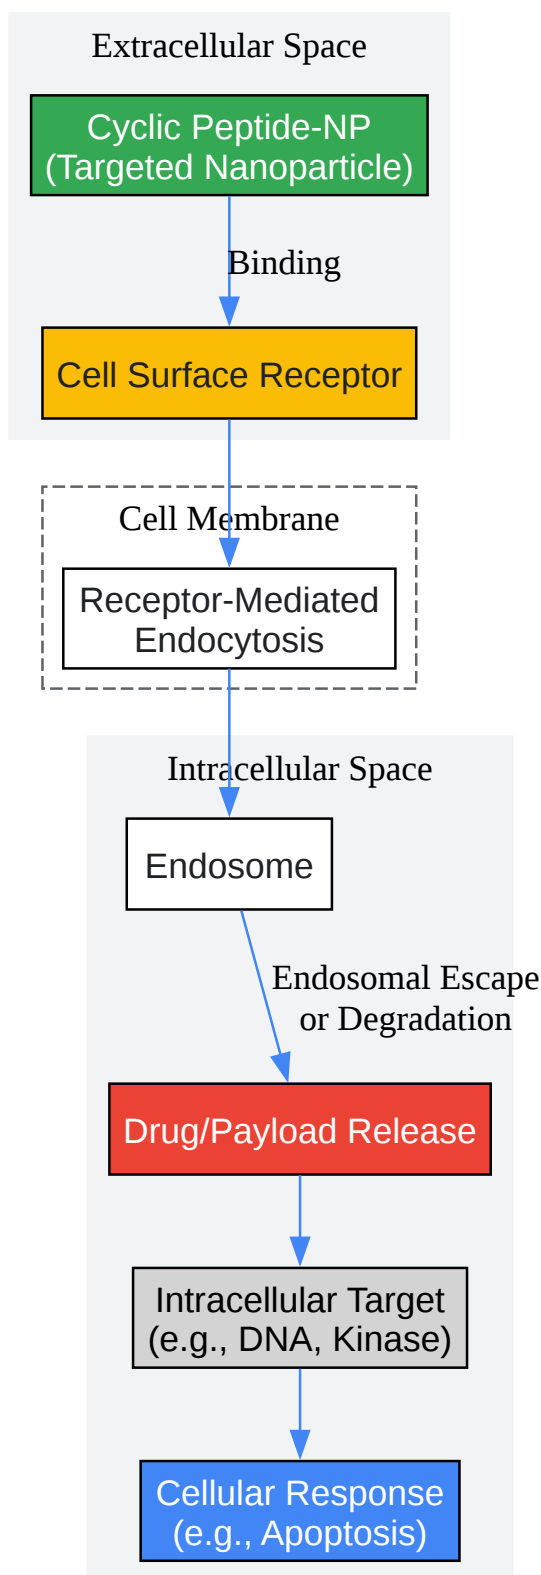 Extracellular Space
Cyclic Peptide-NP
(Targeted Nanoparticle)
Binding
Cell Surface Receptor
Cell Membrane
Receptor-Mediated
Endocytosis
Intracellular Space
Endosome
Endosomal Escape
or Degradation
Drug/Payload Release
Intracellular Target
(e.g., DNA, Kinase)
Cellular Response
(e.g., Apoptosis)